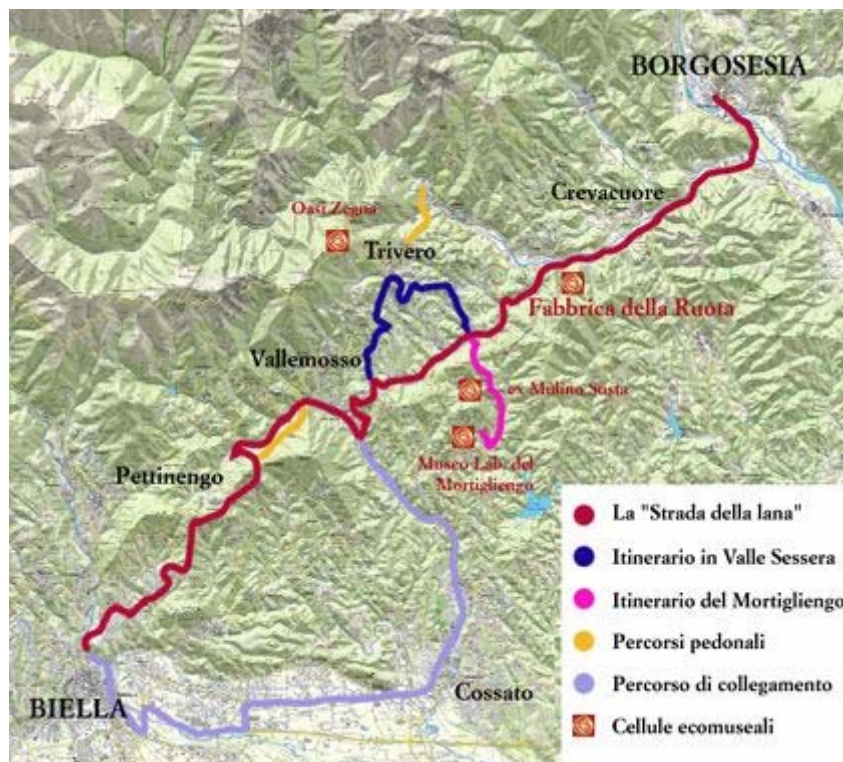 BORGOSESIA
Crevacuore
Oasi Zegna
Trivero
Fabbrica della Ruota
Vallemosso
ex Mulino Susta
Museo Lab. del
Mortigliengo
Pettinengo
La "Strada della lana"
Itinerario in Valle Sessera
Itinerario del Mortigliengo
Percorsi pedonali
Percorso di collegamento
Cellule ecomuseali
Cossato
BIELLA